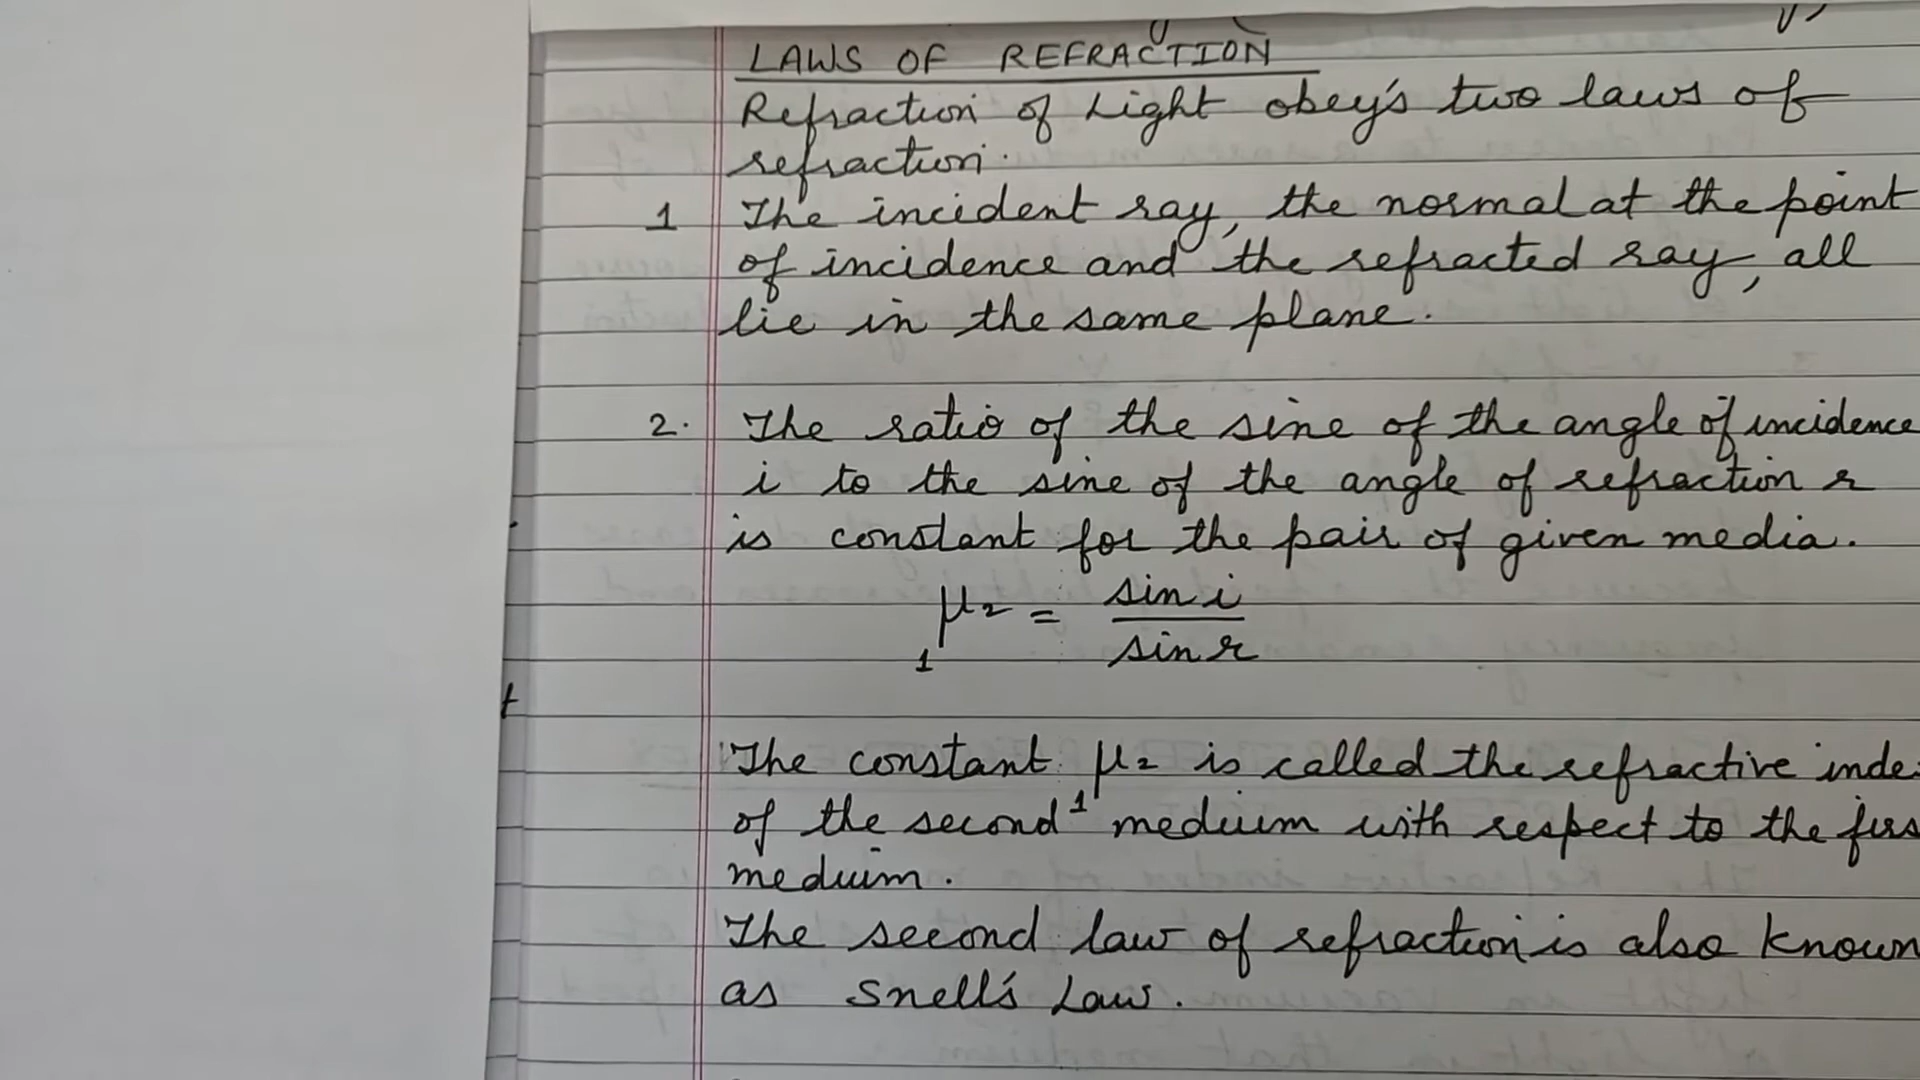 LAWS OF REFRACTION
Refraction of Light obey's two laws of
refraction.
1 The incident ray, the normal at the point
of incidence and the refracted ray, all
lie in the same plane.
2. The ratio of the sine of the angle of incidence
i to the sine of the angle of refraction r
is constant for the pair of given media.
₁μ₂ = sin i / sin r
The constant ₁μ₂ is called the refractive inde
of the second medium with respect to the firs
medium.
The second law of refraction is also known
as Snell's Law.